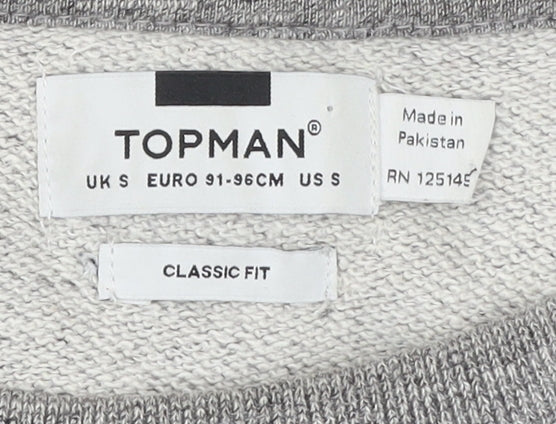 TOPMAN®
UK S EURO 91-96CM US S
Made in
Pakistan
RN 125145
CLASSIC FIT